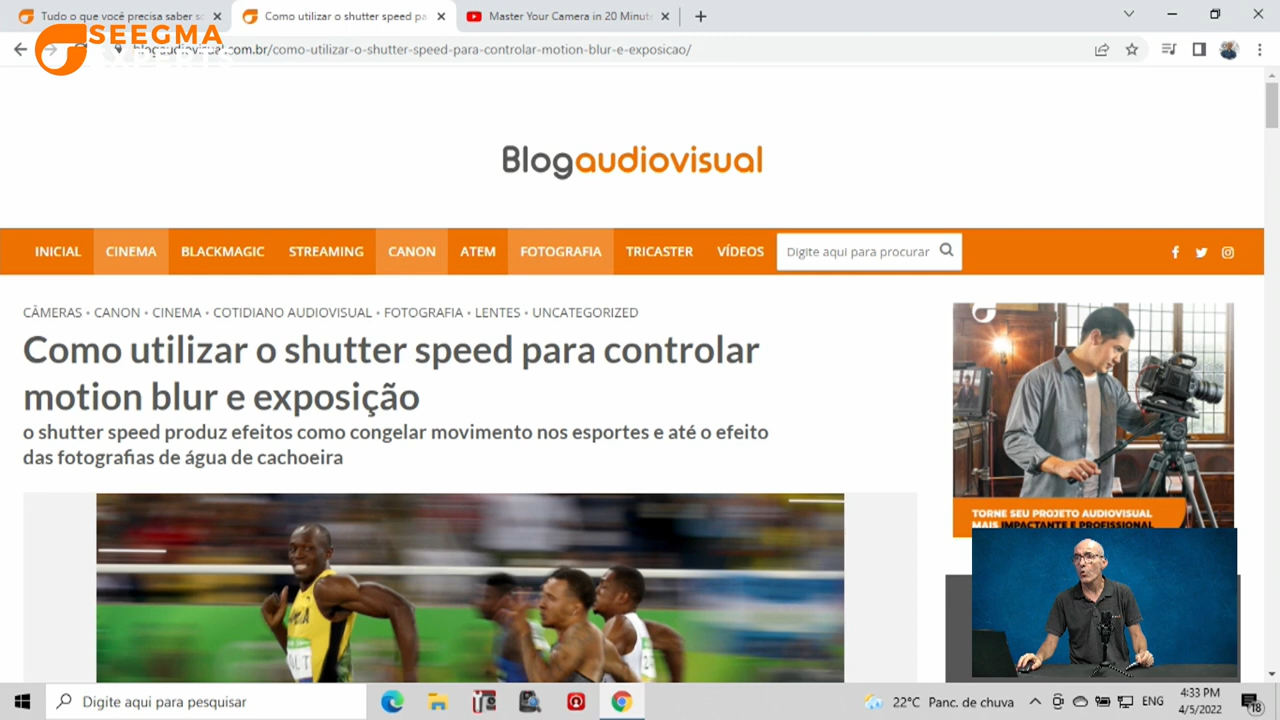 Tudo o que você precisa saber s
Como utilizar o shutter speed pa
Master Your Camera in 20 Minut
SEEGMA
EXPERTS
blogaudiovisual.com.br/como-utilizar-o-shutter-speed-para-controlar-motion-blur-e-exposicao/
Blogaudiovisual
INICIAL CINEMA BLACKMAGIC STREAMING CANON ATEM FOTOGRAFIA TRICASTER VÍDEOS Digite aqui para procurar
CÂMERAS • CANON • CINEMA • COTIDIANO AUDIOVISUAL • FOTOGRAFIA • LENTES • UNCATEGORIZED
Como utilizar o shutter speed para controlar
motion blur e exposição
o shutter speed produz efeitos como congelar movimento nos esportes e até o efeito
das fotografias de água de cachoeira
TORNE SEU PROJETO AUDIOVISUAL
MAIS IMPACTANTE E PROFISSIONAL
Digite aqui para pesquisar
22°C Panc. de chuva
ENG
4:33 PM
4/5/2022
18